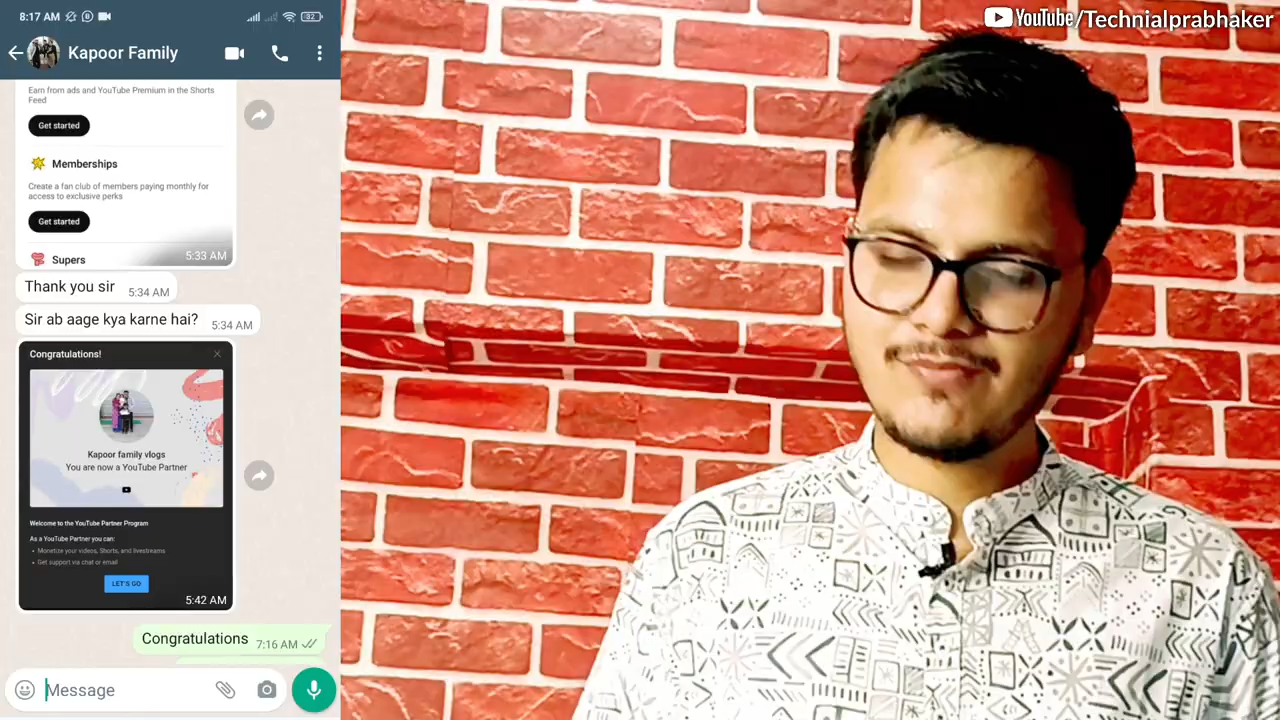 8:17 AM
82
YouTube/Technialprabhaker
Kapoor Family
Earn from ads and YouTube Premium in the Shorts
Feed
Get started
Memberships
Create a fan club of members paying monthly for
access to exclusive perks
Get started
Supers
5:33 AM
Thank you sir 5:34 AM
Sir ab aage kya karne hai? 5:34 AM
Congratulations!
Kapoor family vlogs
You are now a YouTube Partner
Welcome to the YouTube Partner Program
As a YouTube Partner you can:
• Monetize your videos, Shorts, and livestreams
• Get support via chat or email
LET'S GO
5:42 AM
Congratulations 7:16 AM
Message